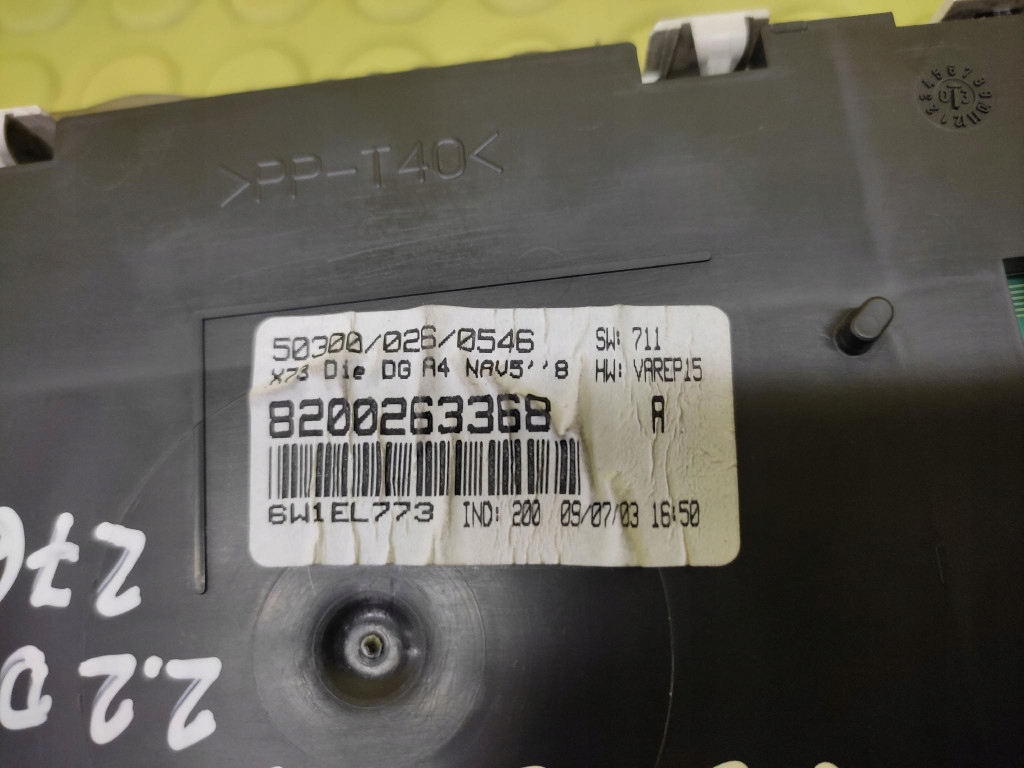 >PP-T40<
50300/026/0546 SW: 711
X73 Die DG A4 NAV5''8 HW: VAREP15
8200263368 A
6W1EL773 IND: 200 09/07/03 16:50
2.2D